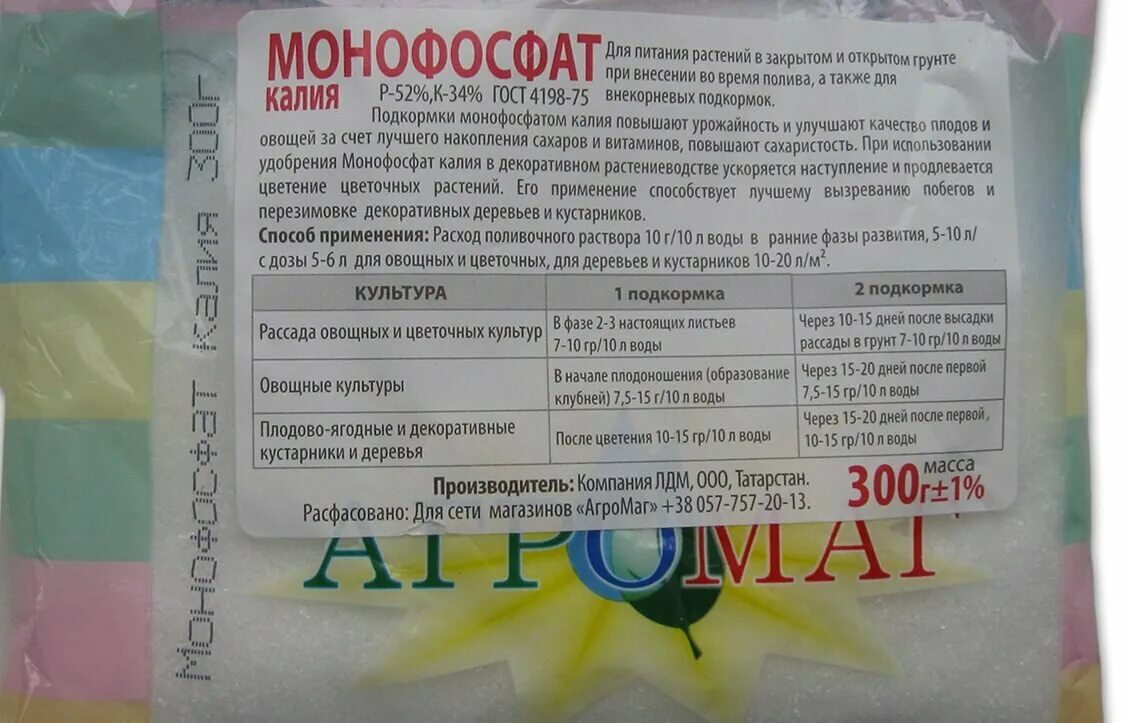 МОНОФОСФАТ
калия
Р-52%,К-34% ГОСТ 4198-75
Для питания растений в закрытом и открытом грунте
при внесении во время полива, а также для
внекорневых подкормок.
Подкормки монофосфатом калия повышают урожайность и улучшают качество плодов и
овощей за счет лучшего накопления сахаров и витаминов, повышают сахаристость. При использовании
удобрения Монофосфат калия в декоративном растениеводстве ускоряется наступление и продлевается
цветение цветочных растений. Его применение способствует лучшему вызреванию побегов и
перезимовке декоративных деревьев и кустарников.
Способ применения: Расход поливочного раствора 10 г/10 л воды в ранние фазы развития, 5-10 л/
с дозы 5-6 л для овощных и цветочных, для деревьев и кустарников 10-20 л/м².
КУЛЬТУРА
1 подкормка
2 подкормка
Рассада овощных и цветочных культур
В фазе 2-3 настоящих листьев
7-10 гр/10 л воды
Через 10-15 дней после высадки
рассады в грунт 7-10 гр/10 л воды
Овощные культуры
В начале плодоношения (образование
клубней) 7,5-15 г/10 л воды
Через 15-20 дней после первой
7,5-15 гр/10 л воды
Плодово-ягодные и декоративные
кустарники и деревья
После цветения 10-15 гр/10 л воды
Через 15-20 дней после первой,
10-15 гр/10 л воды
Производитель: Компания ЛДМ, ООО, Татарстан.
Расфасовано: Для сети магазинов «АгроМаг» +38 057-757-20-13.
масса
300г±1%
АГРОМАГ
Монофосфат калия 300г